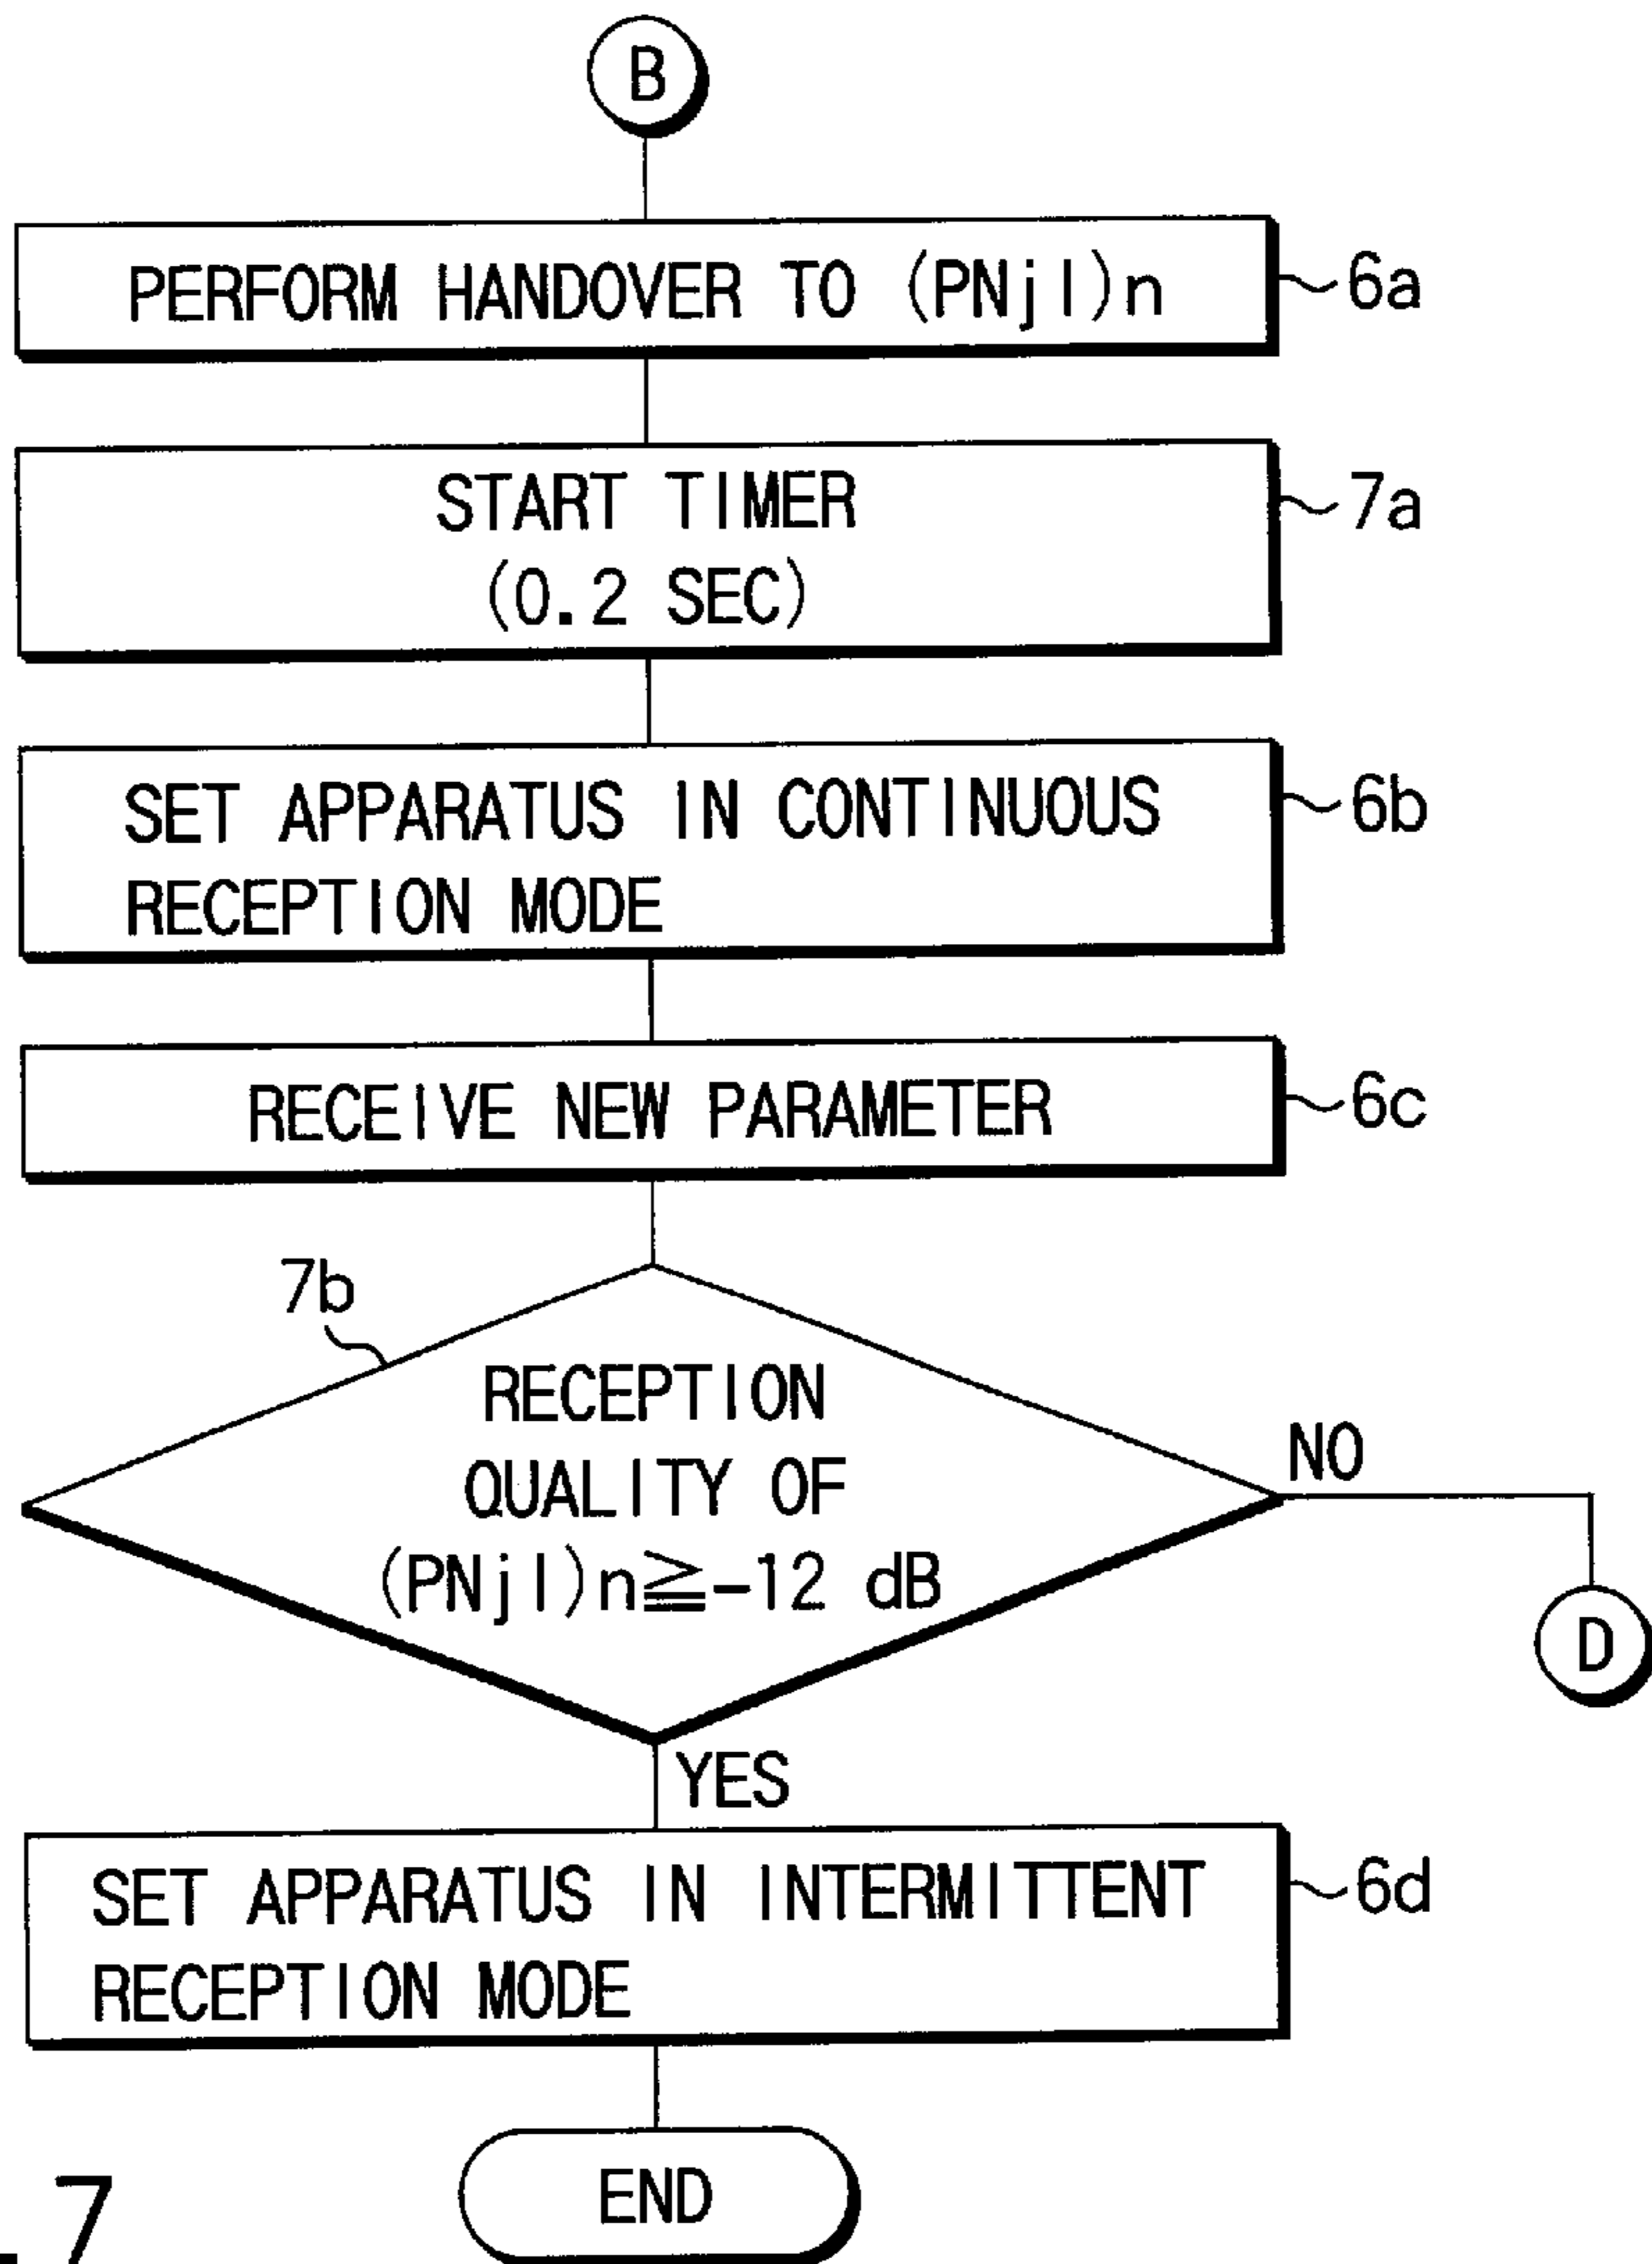 B
PERFORM HANDOVER TO (PNjl)n
6a
START TIMER
(0.2 SEC)
7a
SET APPARATUS IN CONTINUOUS
RECEPTION MODE
6b
RECEIVE NEW PARAMETER
6c
7b
RECEPTION
QUALITY OF
(PNjl)n≧-12 dB
NO
D
YES
SET APPARATUS IN INTERMITTENT
RECEPTION MODE
6d
END
. 7